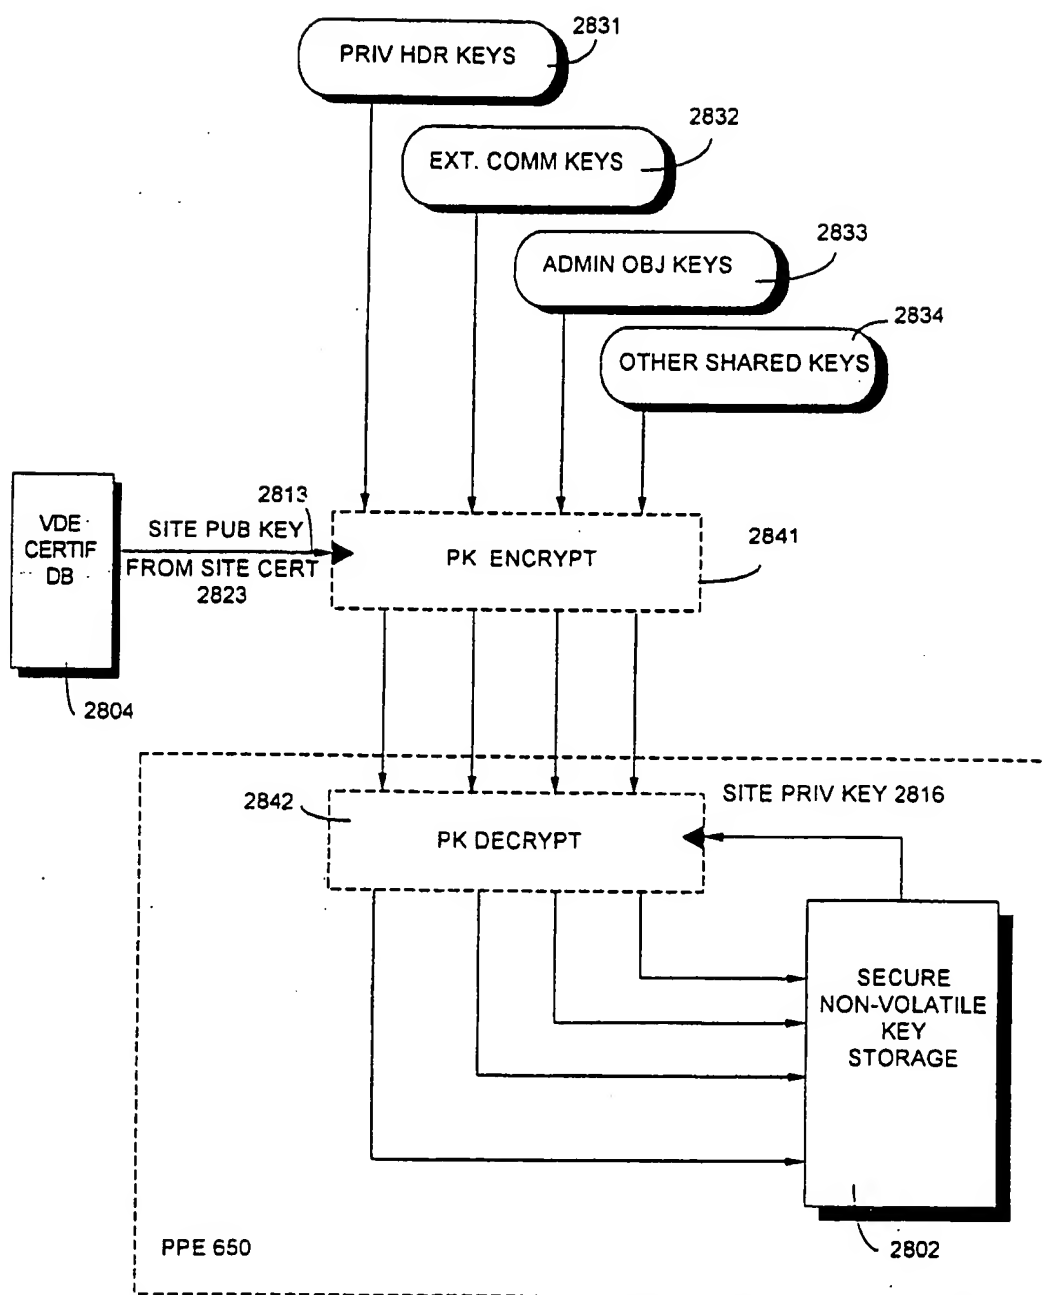 2831
PRIV HDR KEYS
2832
EXT. COMM KEYS
2833
ADMIN OBJ KEYS
2834
OTHER SHARED KEYS
VDE
CERTIF
DB
2813
SITE PUB KEY
FROM SITE CERT
2823
PK ENCRYPT
2841
2804
2842
PK DECRYPT
SITE PRIV KEY 2816
SECURE
NON-VOLATILE
KEY
STORAGE
PPE 650
2802